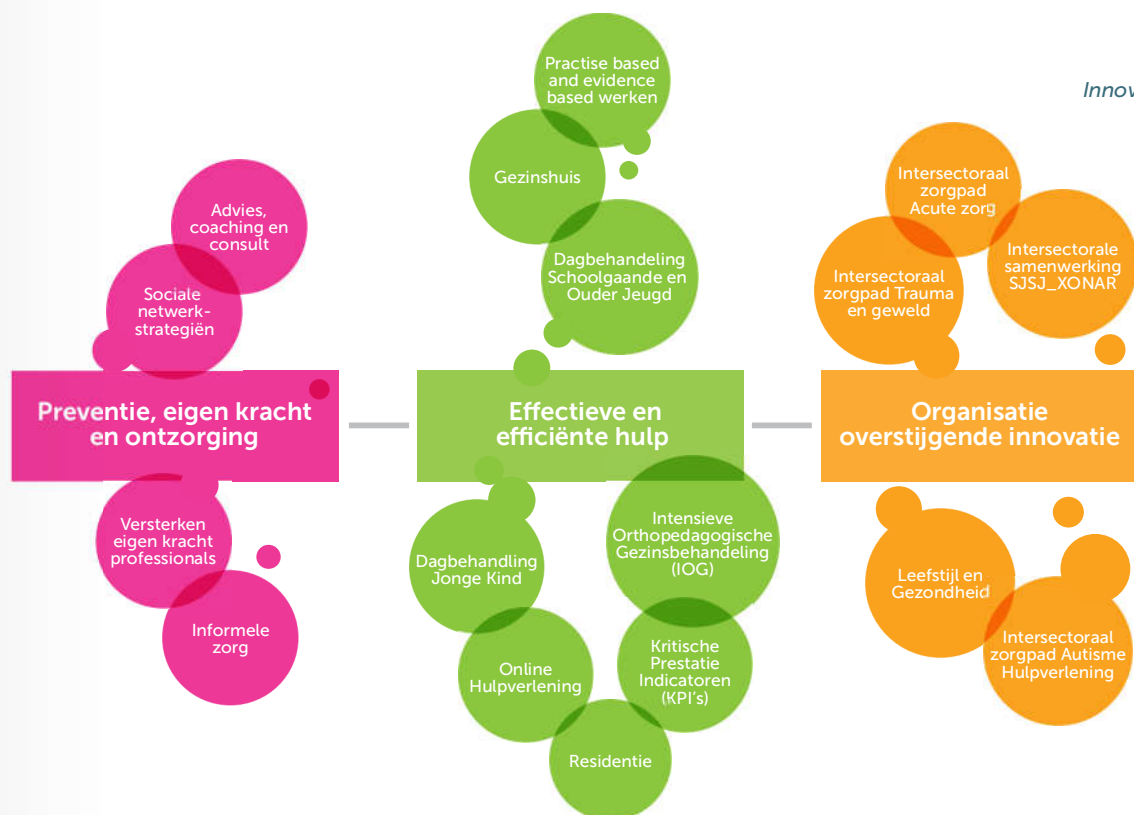 Innov
Advies,
coaching en
consult
Sociale
netwerk-
strategiën
Preventie, eigen kracht
en ontzorging
Versterken
eigen kracht
professionals
Informele
zorg
Practise based
and evidence
based werken
Gezinshuis
Dagbehandeling
Schoolgaande en
Ouder Jeugd
Effectieve en
efficiënte hulp
Dagbehandling
Jonge Kind
Online
Hulpverlening
Residentie
Intensieve
Orthopedagogische
Gezinsbehandeling
(IOG)
Kritische
Prestatie
Indicatoren
(KPI's)
Intersectoraal
zorgpad
Acute zorg
Intersectorale
samenwerking
SJSJ_XONAR
Intersectoraal
zorgpad Trauma
en geweld
Organisatie
overstijgende innovatie
Leefstijl en
Gezondheid
Intersectoraal
zorgpad Autisme
Hulpverlening